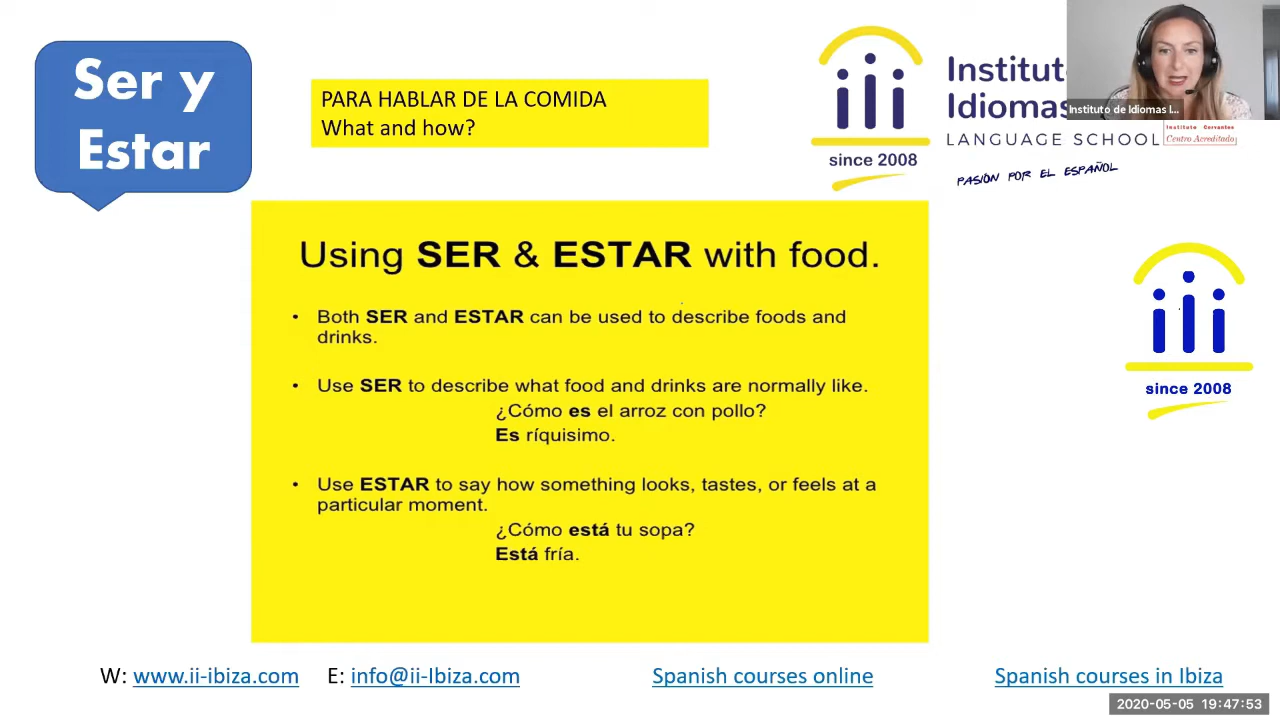 Ser y
Estar
PARA HABLAR DE LA COMIDA
What and how?
since 2008
Institut
Idiomas
LANGUAGE SCHOOL
PASIÓN POR EL ESPAÑOL
Instituto de Idiomas I...
Instituto Cervantes
Centro Acreditado
Using SER & ESTAR with food.
• Both SER and ESTAR can be used to describe foods and
drinks.
• Use SER to describe what food and drinks are normally like.
¿Cómo es el arroz con pollo?
Es ríquisimo.
• Use ESTAR to say how something looks, tastes, or feels at a
particular moment.
¿Cómo está tu sopa?
Está fría.
since 2008
W: www.ii-ibiza.com E: info@ii-Ibiza.com Spanish courses online Spanish courses in Ibiza
2020-05-05 19:47:53